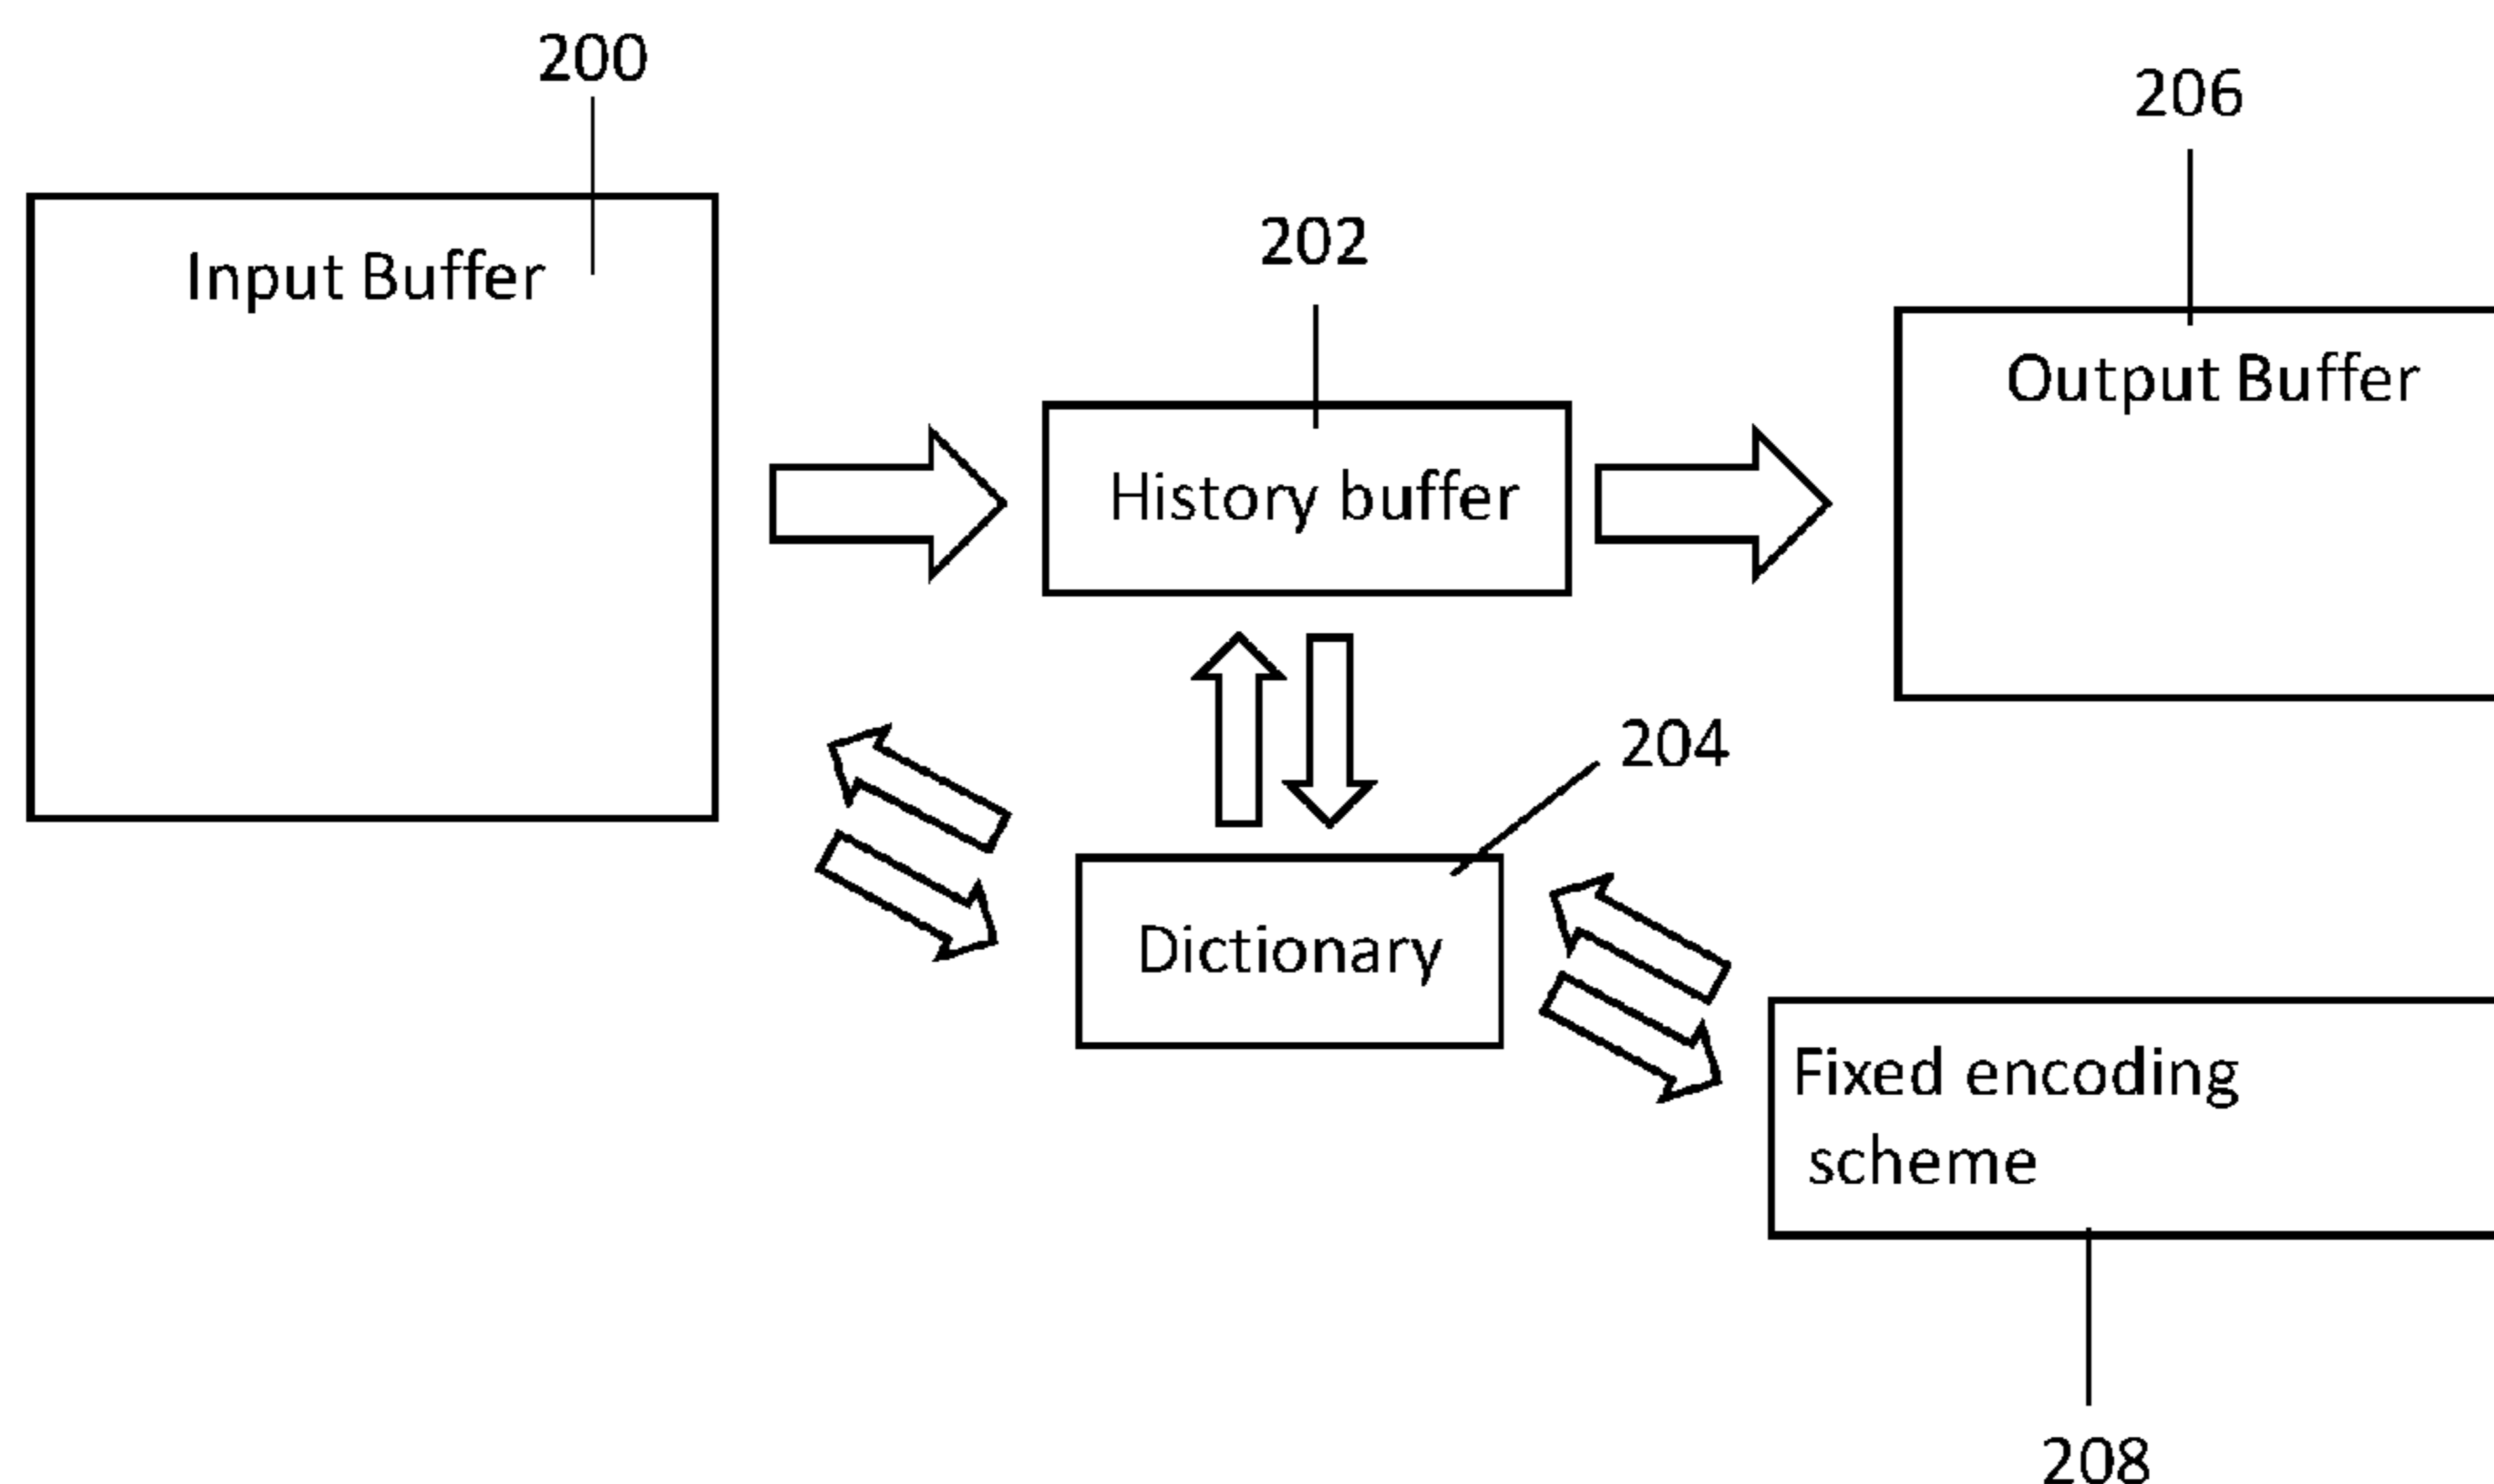 200
206
Input Buffer
202
Output Buffer
History buffer
204
Dictionary
Fixed encoding
scheme
208